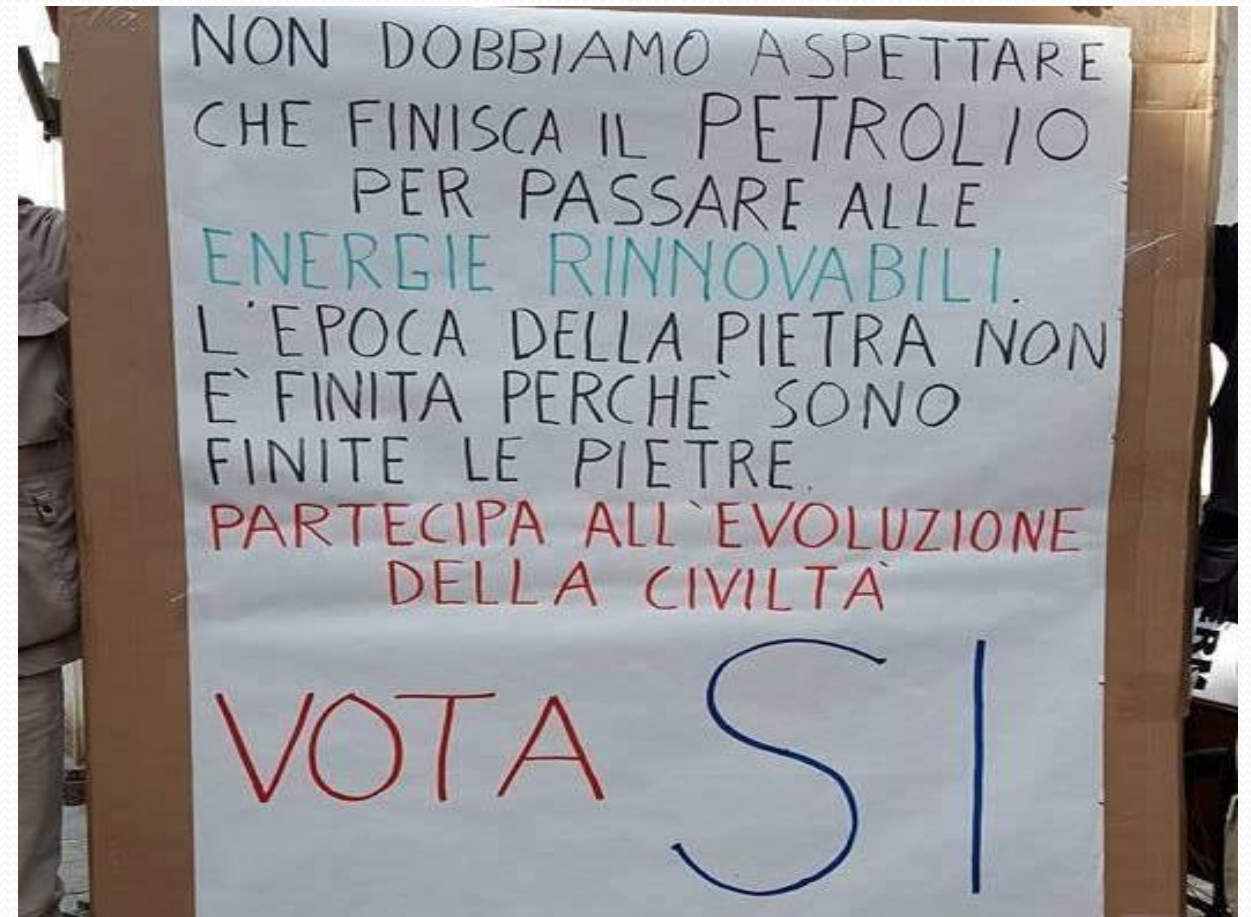 NON DOBBIAMO ASPETTARE
CHE FINISCA IL PETROLIO
PER PASSARE ALLE
ENERGIE RINNOVABILI.
L'EPOCA DELLA PIETRA NON
E` FINITA PERCHE` SONO
FINITE LE PIETRE.
PARTECIPA ALL`EVOLUZIONE
DELLA CIVILTÀ
VOTA SI